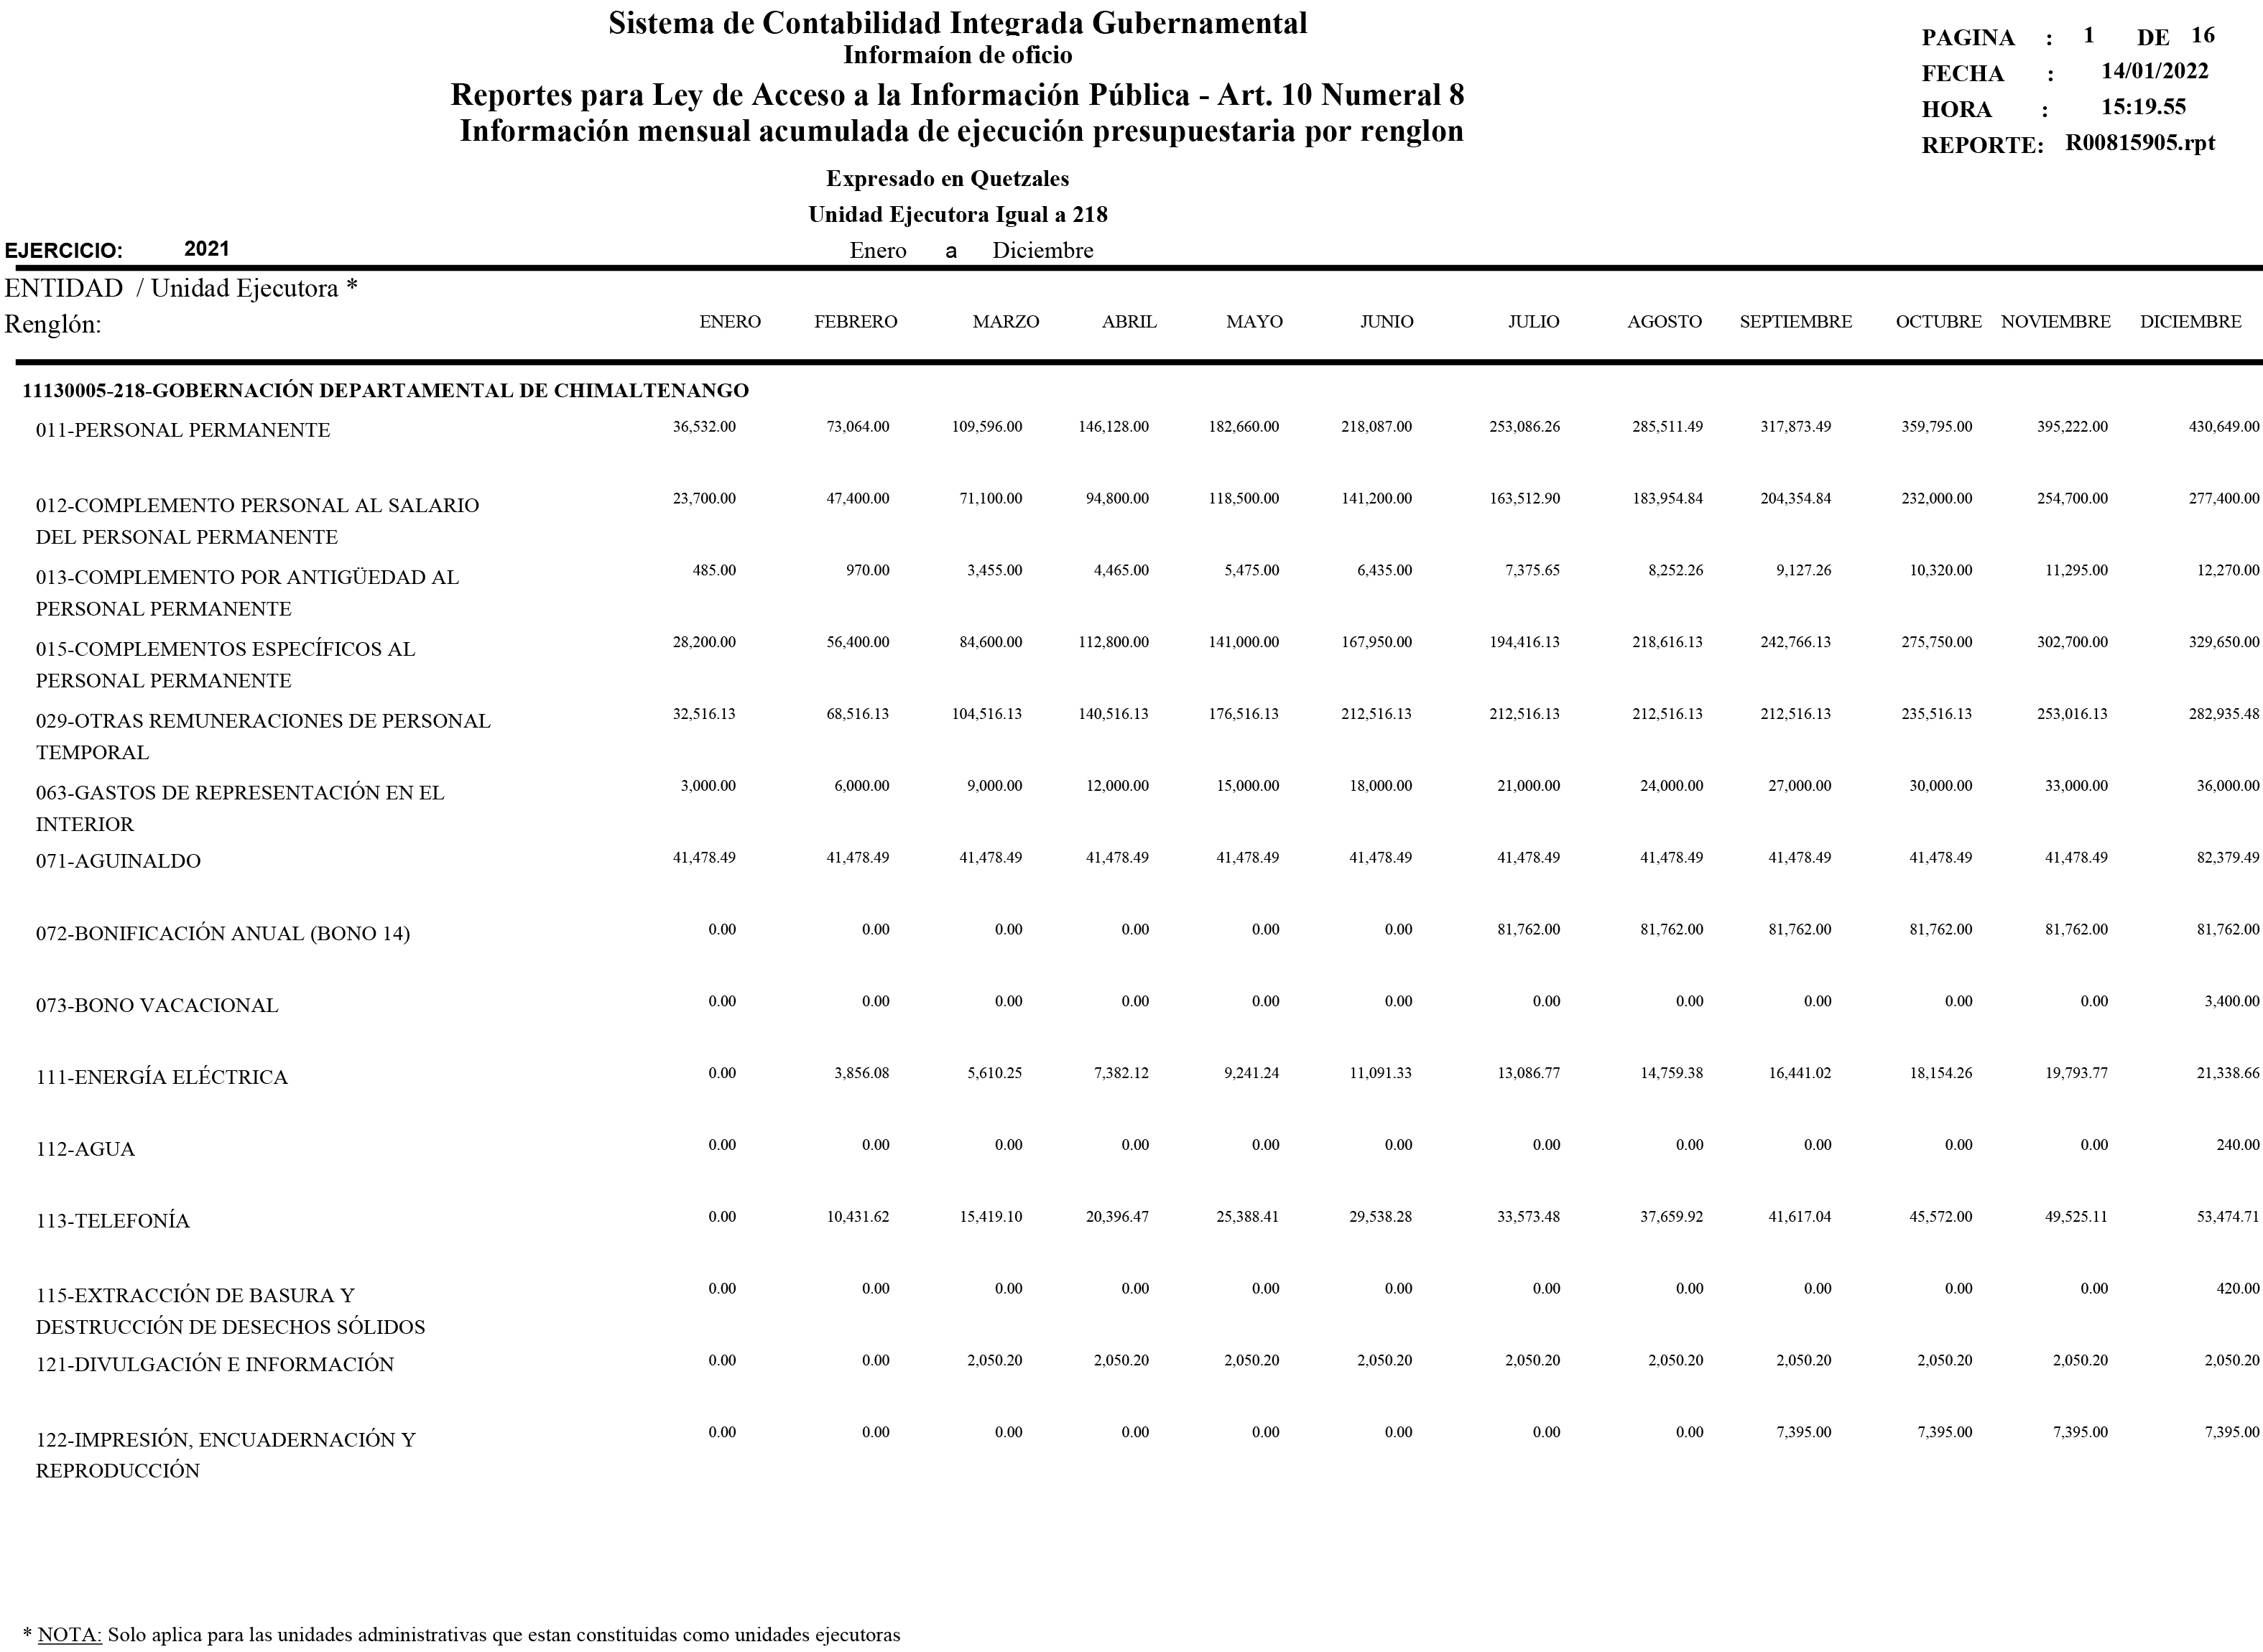 Sistema de Contabilidad Integrada Gubernamental
Informaíon de oficio
Reportes para Ley de Acceso a la Información Pública - Art. 10 Numeral 8
Información mensual acumulada de ejecución presupuestaria por renglon
Expresado en Quetzales
Unidad Ejecutora Igual a 218
PAGINA : 1 DE 16
FECHA : 14/01/2022
HORA : 15:19.55
REPORTE: R00815905.rpt
EJERCICIO: 2021 Enero a Diciembre
ENTIDAD / Unidad Ejecutora *
Renglón: ENERO FEBRERO MARZO ABRIL MAYO JUNIO JULIO AGOSTO SEPTIEMBRE OCTUBRE NOVIEMBRE DICIEMBRE
11130005-218-GOBERNACIÓN DEPARTAMENTAL DE CHIMALTENANGO
011-PERSONAL PERMANENTE 36,532.00 73,064.00 109,596.00 146,128.00 182,660.00 218,087.00 253,086.26 285,511.49 317,873.49 359,795.00 395,222.00 430,649.00
012-COMPLEMENTO PERSONAL AL SALARIO 23,700.00 47,400.00 71,100.00 94,800.00 118,500.00 141,200.00 163,512.90 183,954.84 204,354.84 232,000.00 254,700.00 277,400.00
DEL PERSONAL PERMANENTE
013-COMPLEMENTO POR ANTIGÜEDAD AL 485.00 970.00 3,455.00 4,465.00 5,475.00 6,435.00 7,375.65 8,252.26 9,127.26 10,320.00 11,295.00 12,270.00
PERSONAL PERMANENTE
015-COMPLEMENTOS ESPECÍFICOS AL 28,200.00 56,400.00 84,600.00 112,800.00 141,000.00 167,950.00 194,416.13 218,616.13 242,766.13 275,750.00 302,700.00 329,650.00
PERSONAL PERMANENTE
029-OTRAS REMUNERACIONES DE PERSONAL 32,516.13 68,516.13 104,516.13 140,516.13 176,516.13 212,516.13 212,516.13 212,516.13 212,516.13 235,516.13 253,016.13 282,935.48
TEMPORAL
063-GASTOS DE REPRESENTACIÓN EN EL 3,000.00 6,000.00 9,000.00 12,000.00 15,000.00 18,000.00 21,000.00 24,000.00 27,000.00 30,000.00 33,000.00 36,000.00
INTERIOR
071-AGUINALDO 41,478.49 41,478.49 41,478.49 41,478.49 41,478.49 41,478.49 41,478.49 41,478.49 41,478.49 41,478.49 41,478.49 82,379.49
072-BONIFICACIÓN ANUAL (BONO 14) 0.00 0.00 0.00 0.00 0.00 0.00 81,762.00 81,762.00 81,762.00 81,762.00 81,762.00 81,762.00
073-BONO VACACIONAL 0.00 0.00 0.00 0.00 0.00 0.00 0.00 0.00 0.00 0.00 0.00 3,400.00
111-ENERGÍA ELÉCTRICA 0.00 3,856.08 5,610.25 7,382.12 9,241.24 11,091.33 13,086.77 14,759.38 16,441.02 18,154.26 19,793.77 21,338.66
112-AGUA 0.00 0.00 0.00 0.00 0.00 0.00 0.00 0.00 0.00 0.00 0.00 240.00
113-TELEFONÍA 0.00 10,431.62 15,419.10 20,396.47 25,388.41 29,538.28 33,573.48 37,659.92 41,617.04 45,572.00 49,525.11 53,474.71
115-EXTRACCIÓN DE BASURA Y 0.00 0.00 0.00 0.00 0.00 0.00 0.00 0.00 0.00 0.00 0.00 420.00
DESTRUCCIÓN DE DESECHOS SÓLIDOS
121-DIVULGACIÓN E INFORMACIÓN 0.00 0.00 2,050.20 2,050.20 2,050.20 2,050.20 2,050.20 2,050.20 2,050.20 2,050.20 2,050.20 2,050.20
122-IMPRESIÓN, ENCUADERNACIÓN Y 0.00 0.00 0.00 0.00 0.00 0.00 0.00 0.00 7,395.00 7,395.00 7,395.00 7,395.00
REPRODUCCIÓN
* NOTA: Solo aplica para las unidades administrativas que estan constituidas como unidades ejecutoras